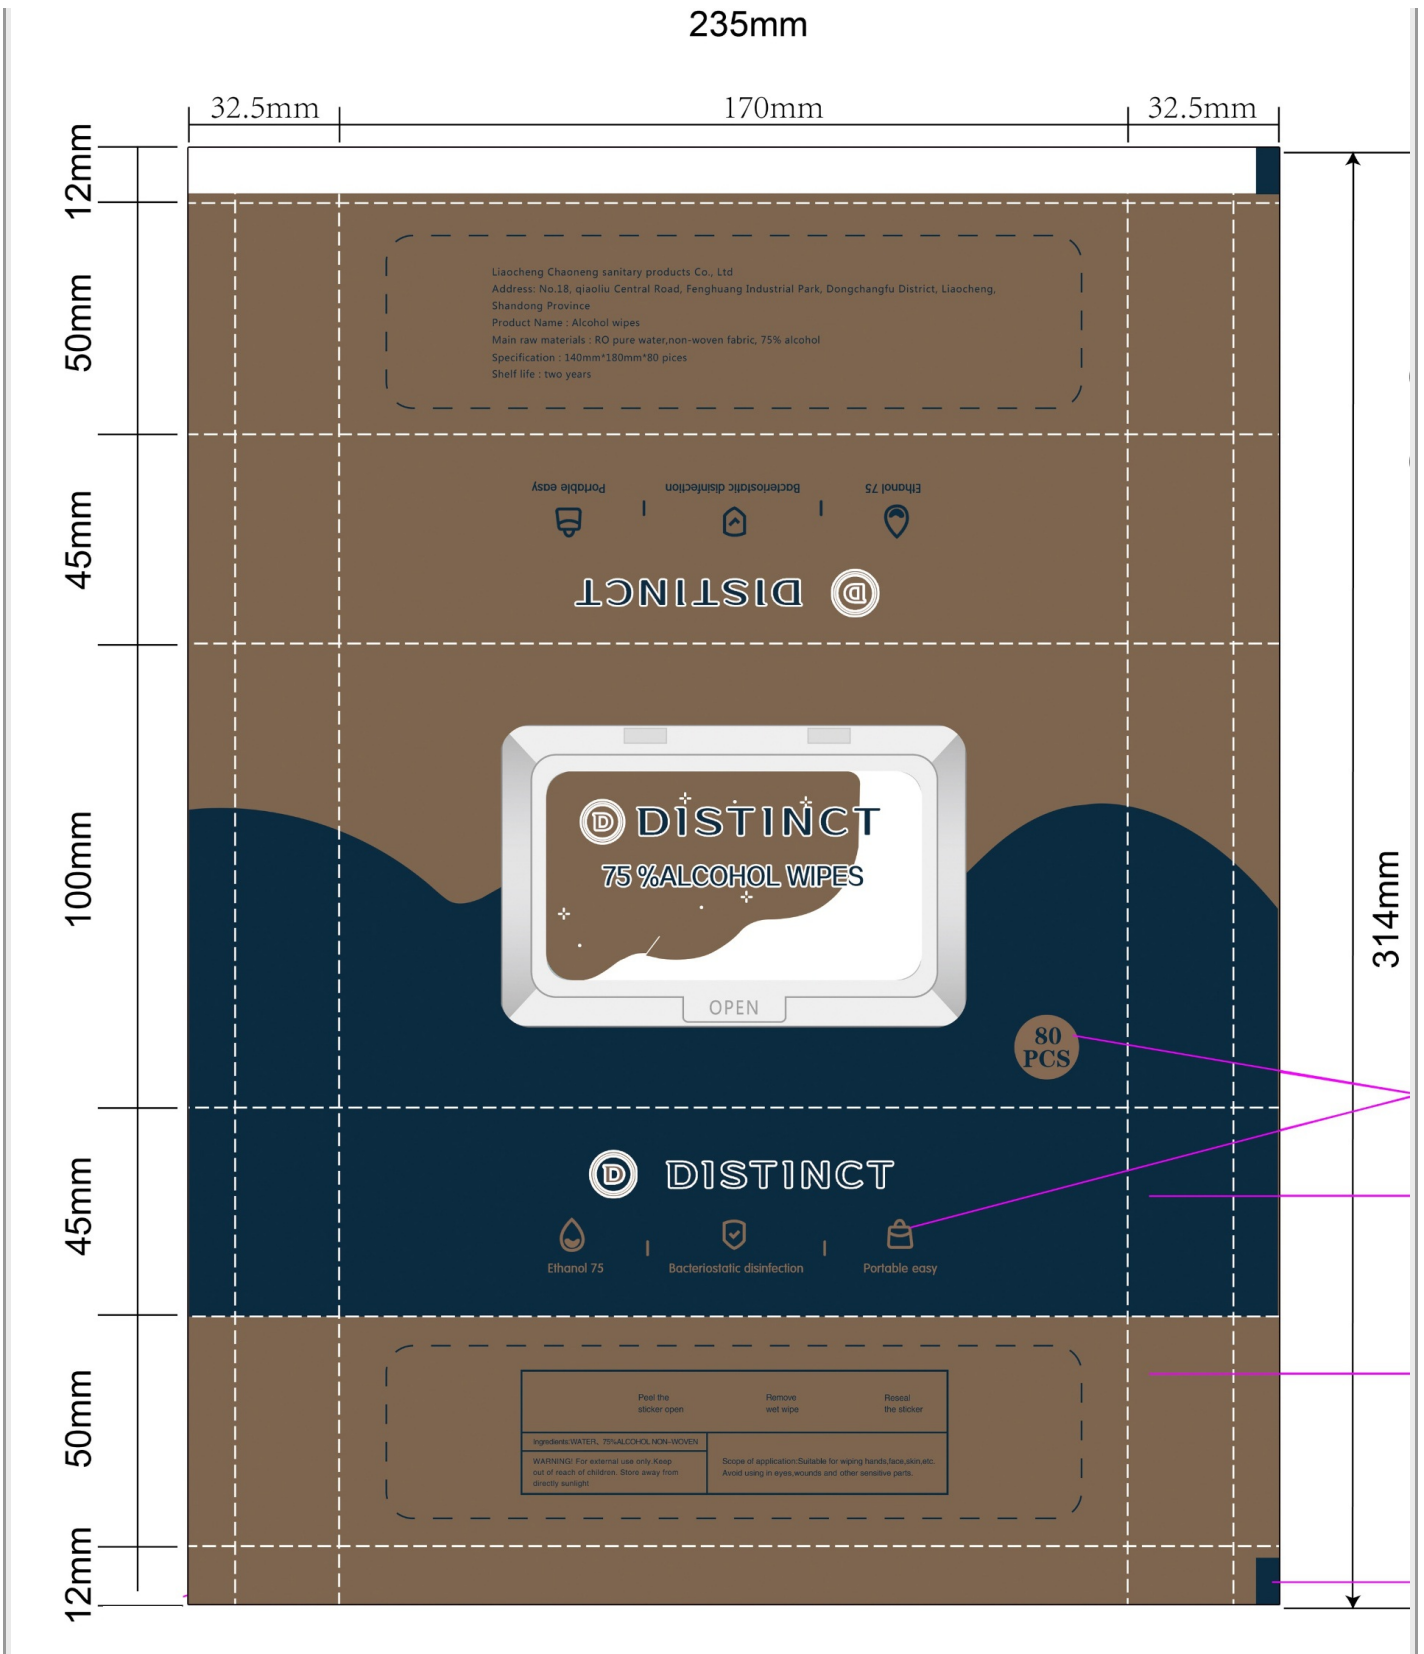 235mm
32.5mm
170mm
32.5mm
12mm
50mm
45mm
100mm
45mm
50mm
12mm
314mm
Liaocheng Chaoneng sanitary products Co., Ltd
Address: No.18, qiaoliu Central Road, Fenghuang Industrial Park, Dongchangfu District, Liaocheng,
Shandong Province
Product Name : Alcohol wipes
Main raw materials : RO pure water,non-woven fabric, 75% alcohol
Specification : 140mm*180mm*80 pices
Shelf life : two years
D DISTINCT
Ethanol 75
Bacteriostatic disinfection
Portable easy
D DISTINCT
75 %ALCOHOL WIPES
OPEN
80
PCS
D DISTINCT
Ethanol 75
Bacteriostatic disinfection
Portable easy
Peel the
sticker open
Remove
wet wipe
Reseal
the sticker
Ingredients:WATER、75%ALCOHOL NON-WOVEN
WARNING! For external use only.Keep
out of reach of children. Store away from
directly sunlight
Scope of application:Suitable for wiping hands,face,skin,etc.
Avoid using in eyes,wounds and other sensitive parts.